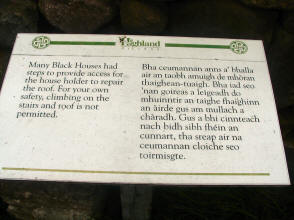 Highland
Many Black Houses had
steps to provide access for
the house holder to repair
the roof. For your own
safety, climbing on the
stairs and roof is not
permitted.
Bha ceumannan anns a' bhalla
air an taobh amuigh de mhòran
thaighean-tuaigh. Bha iad seo
'nan goireas a leigeadh do
mhuinntir an taighe fhaighinn
an àirde gus am mullach a
chàradh. Gus a bhi cinnteach
nach bidh sibh fhéin an
cunnart, tha streap air na
ceumannan cloiche seo
toirmisgte.